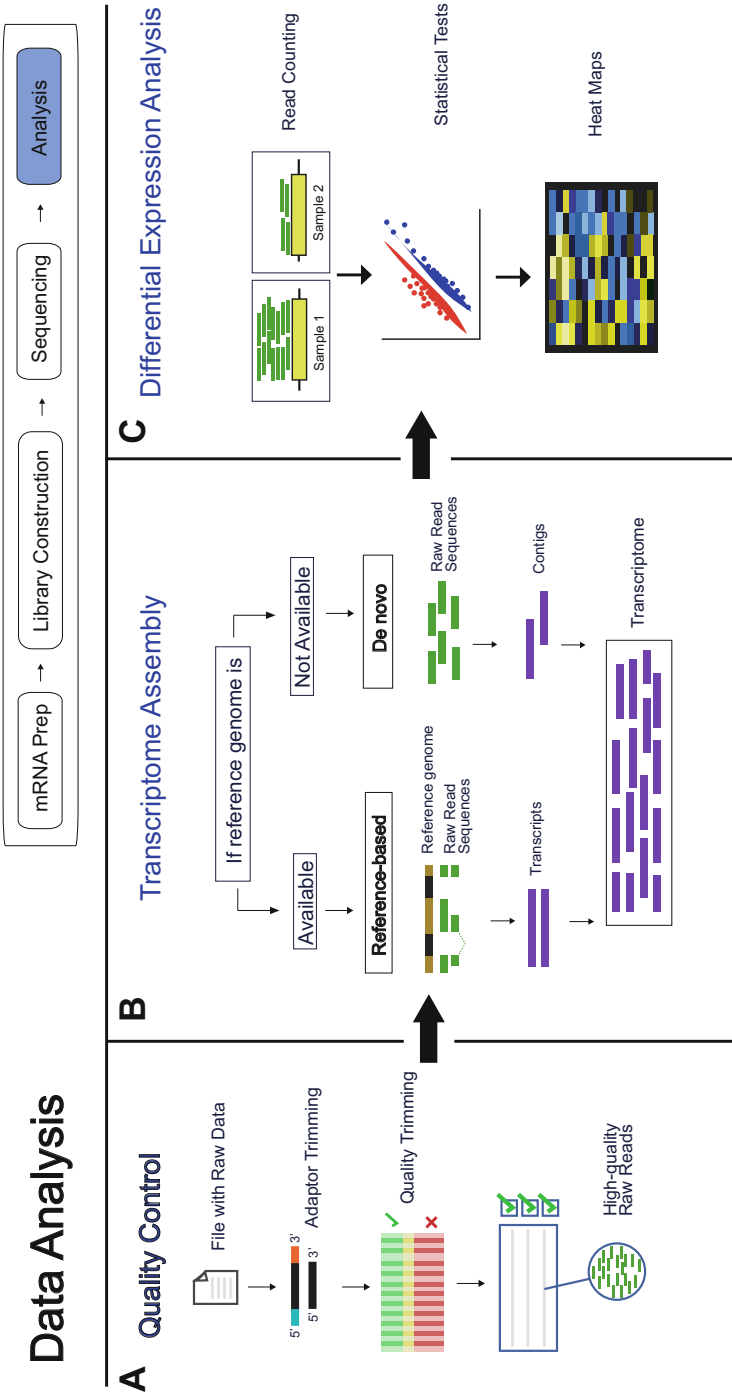 Data Analysis
mRNA Prep
Library Construction
Sequencing
Analysis
A
Quality Control
File with Raw Data
5'
3'
5'
3'
Adaptor Trimming
Quality Trimming
High-quality
Raw Reads
B
Transcriptome Assembly
If reference genome is
Available
Not Available
Reference-based
De novo
Reference genome
Raw Read
Sequences
Raw Read
Sequences
Transcripts
Contigs
Transcriptome
C
Differential Expression Analysis
Sample 1
Sample 2
Read Counting
Statistical Tests
Heat Maps